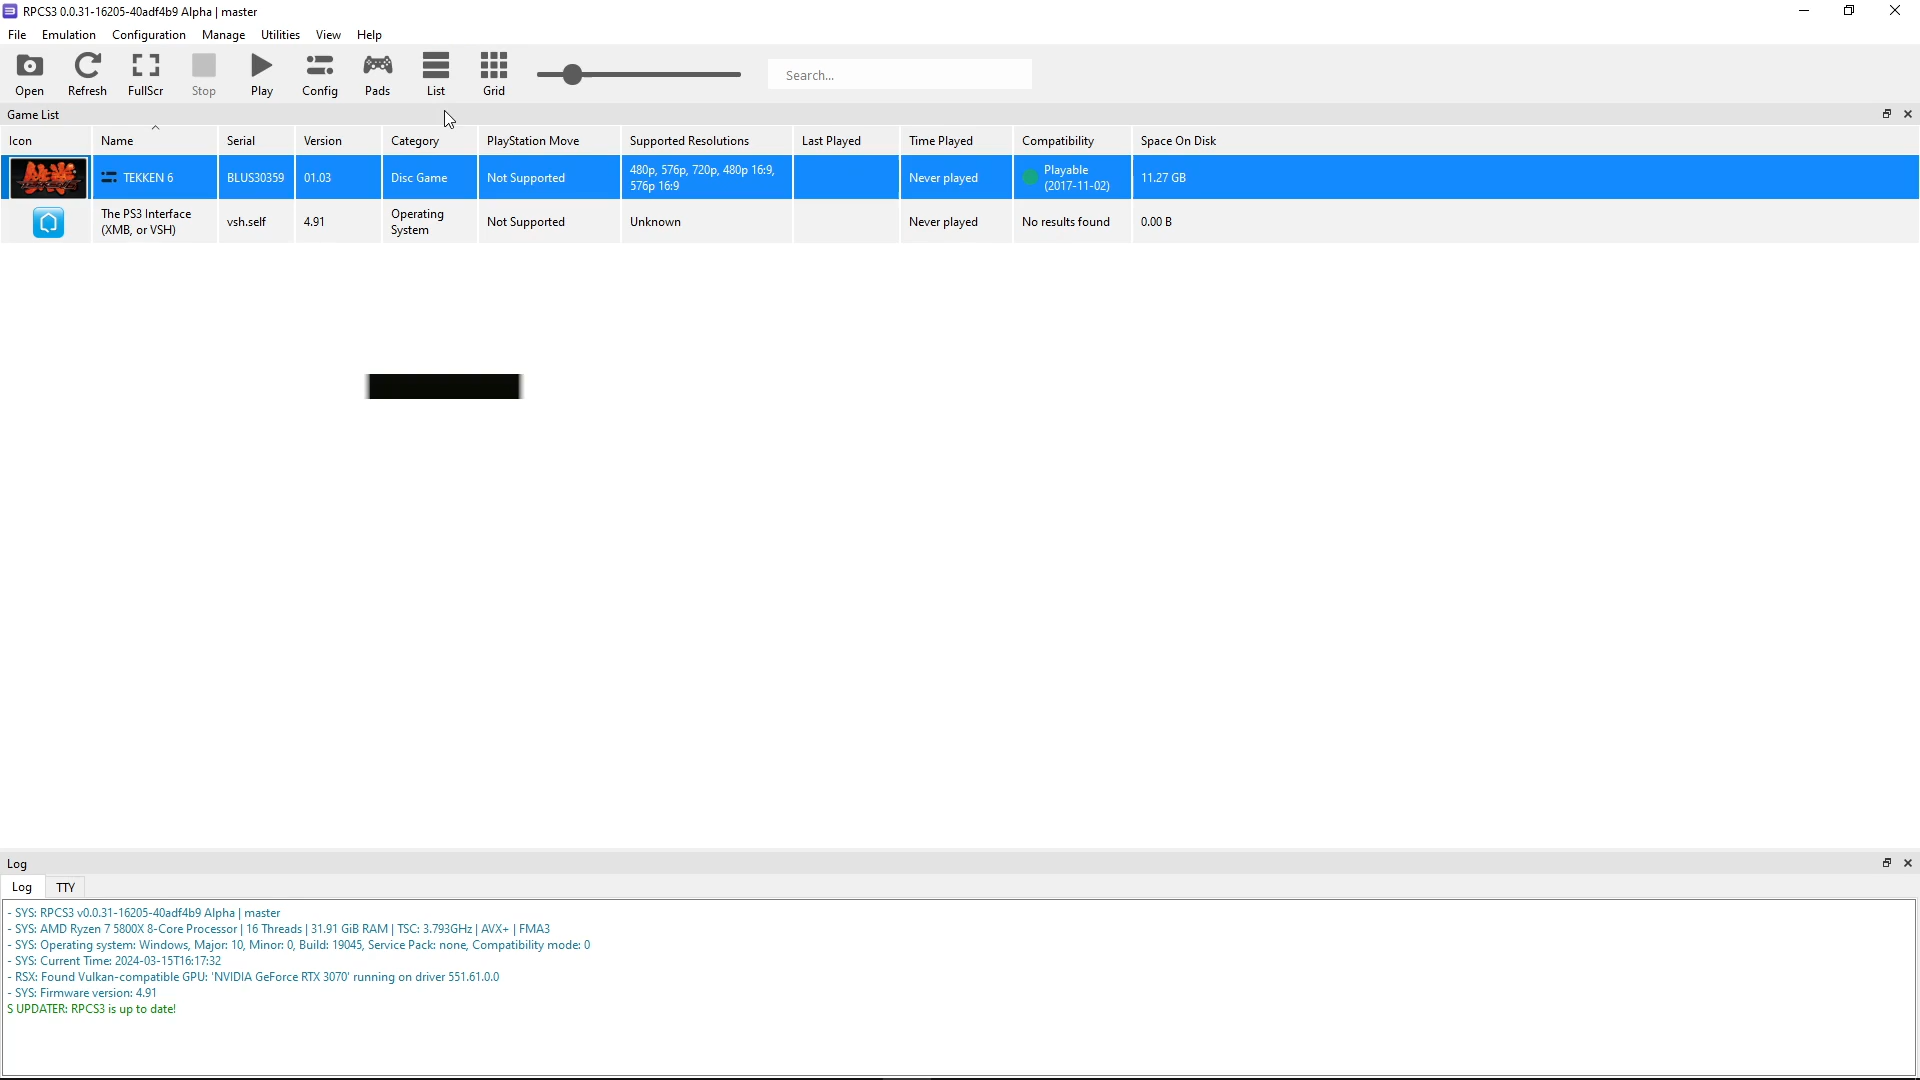 RPCS3 0.0.31-16205-40adf4b9 Alpha | master
File Emulation Configuration Manage Utilities View Help
Open Refresh FullScr Stop Play Config Pads List Grid Search...
Game List
Icon Name Serial Version Category PlayStation Move Supported Resolutions Last Played Time Played Compatibility Space On Disk
TEKKEN 6 BLUS30359 01.03 Disc Game Not Supported 480p, 576p, 720p, 480p 16:9, Never played Playable 11.27 GB
576p 16:9 (2017-11-02)
The PS3 Interface vsh.self 4.91 Operating Not Supported Unknown Never played No results found 0.00 B
(XMB, or VSH) System
Log
Log TTY
- SYS: RPCS3 v0.0.31-16205-40adf4b9 Alpha | master
- SYS: AMD Ryzen 7 5800X 8-Core Processor | 16 Threads | 31.91 GiB RAM | TSC: 3.793GHz | AVX+ | FMA3
- SYS: Operating system: Windows, Major: 10, Minor: 0, Build: 19045, Service Pack: none, Compatibility mode: 0
- SYS: Current Time: 2024-03-15T16:17:32
- RSX: Found Vulkan-compatible GPU: 'NVIDIA GeForce RTX 3070' running on driver 551.61.0.0
- SYS: Firmware version: 4.91
S UPDATER: RPCS3 is up to date!